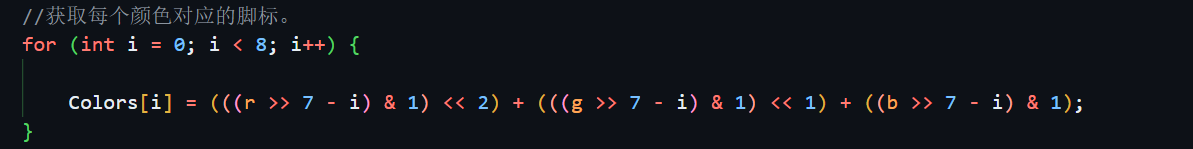 //获取每个颜色对应的脚标。
for (int i = 0; i < 8; i++) {
Colors[i] = (((r >> 7 - i) & 1) << 2) + (((g >> 7 - i) & 1) << 1) + ((b >> 7 - i) & 1);
}